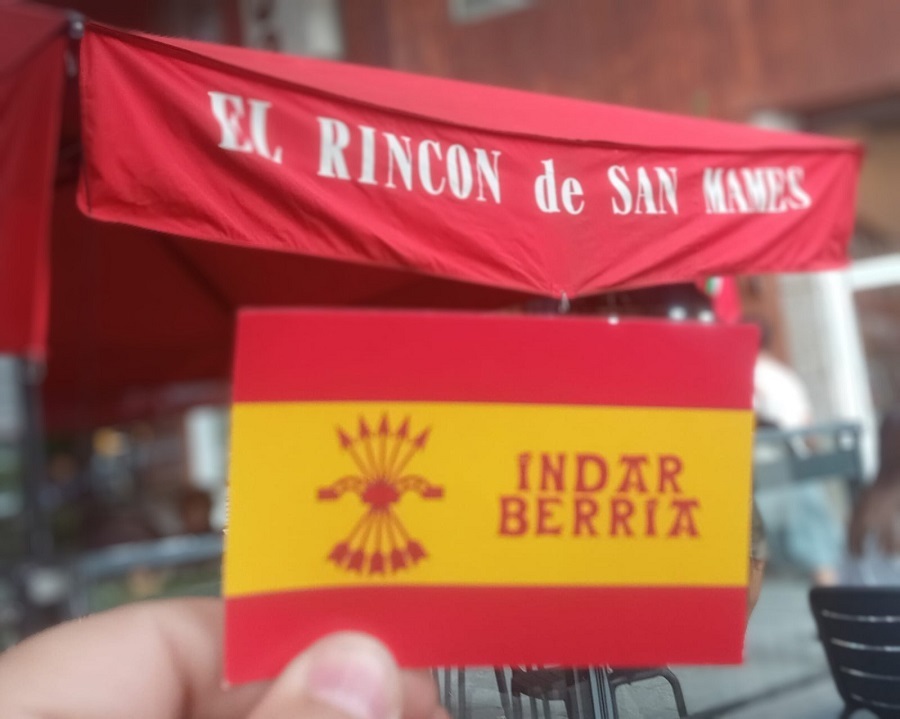 EL RINCON de SAN MAMES
INDAR
BERRIA